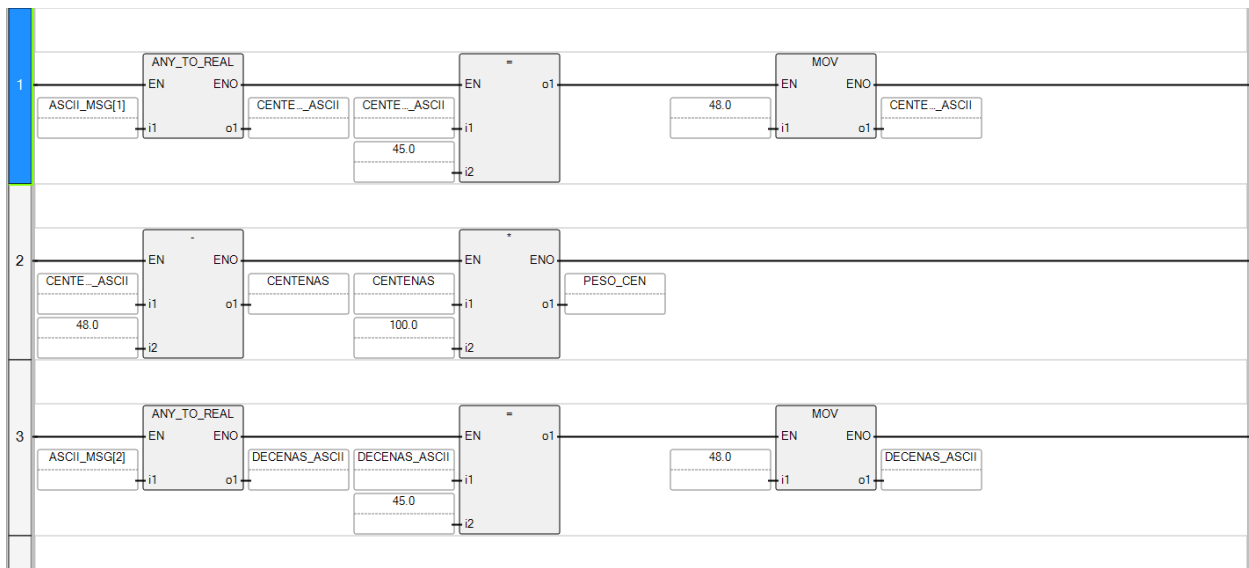 ANY_TO_REAL = MOV
1 EN ENO EN o1 EN ENO
ASCII_MSG[1] CENTE..._ASCII CENTE..._ASCII 48.0 CENTE..._ASCII
i1 o1 i1 i1 o1
45.0
i2
- *
2 EN ENO EN ENO
CENTE..._ASCII CENTENAS CENTENAS PESO_CEN
i1 o1 i1 o1
48.0 100.0
i2 i2
ANY_TO_REAL = MOV
3 EN ENO EN o1 EN ENO
ASCII_MSG[2] DECENAS_ASCII DECENAS_ASCII 48.0 DECENAS_ASCII
i1 o1 i1 i1 o1
45.0
i2